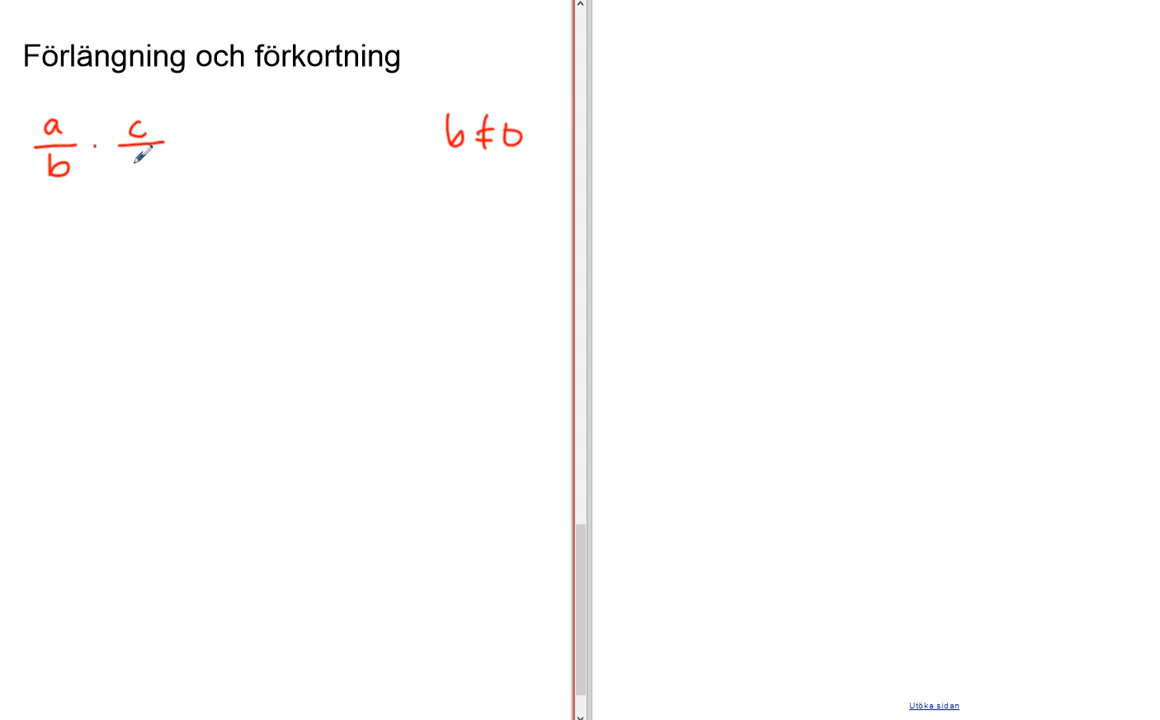 Förlängning och förkortning
a/b · c/ b ≠ 0
Utöka sidan